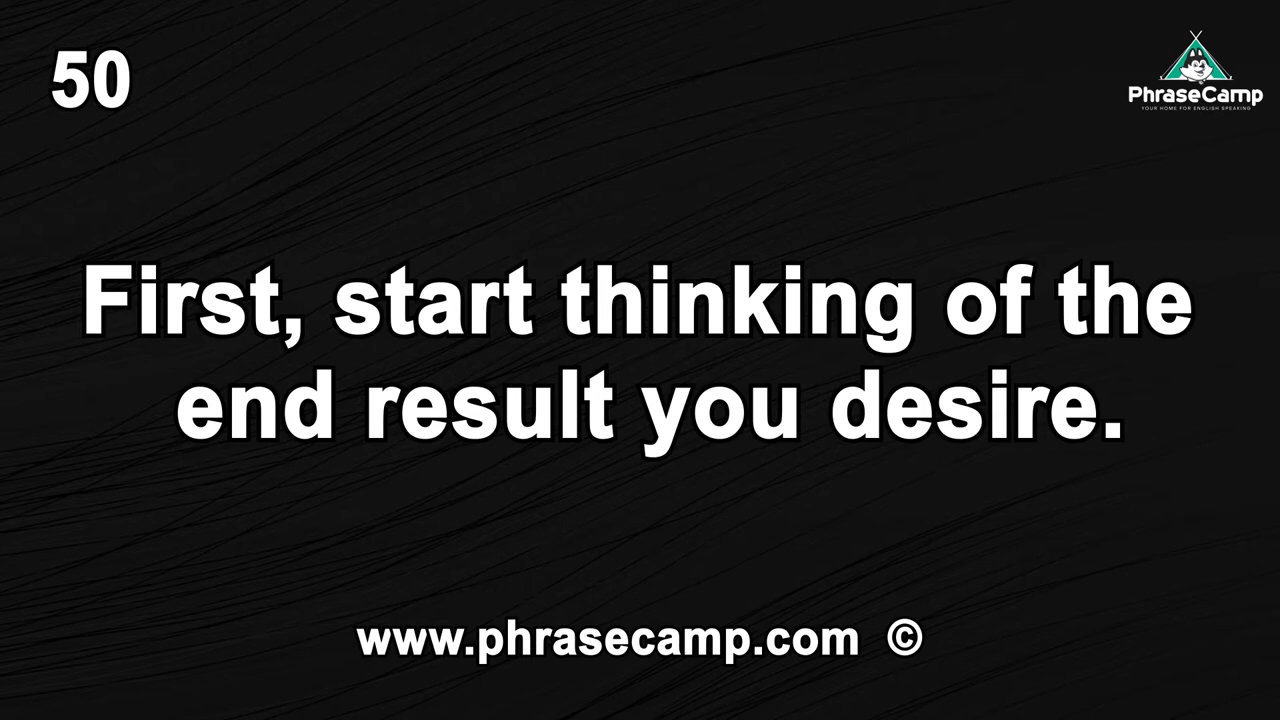 50
PhraseCamp
YOUR HOME FOR ENGLISH SPEAKING
First, start thinking of the
end result you desire.
www.phrasecamp.com ©